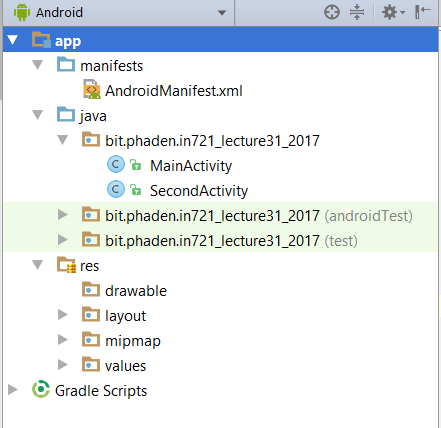 Android
app
manifests
AndroidManifest.xml
java
bit.phaden.in721_lecture31_2017
C MainActivity
C SecondActivity
bit.phaden.in721_lecture31_2017 (androidTest)
bit.phaden.in721_lecture31_2017 (test)
res
drawable
layout
mipmap
values
Gradle Scripts